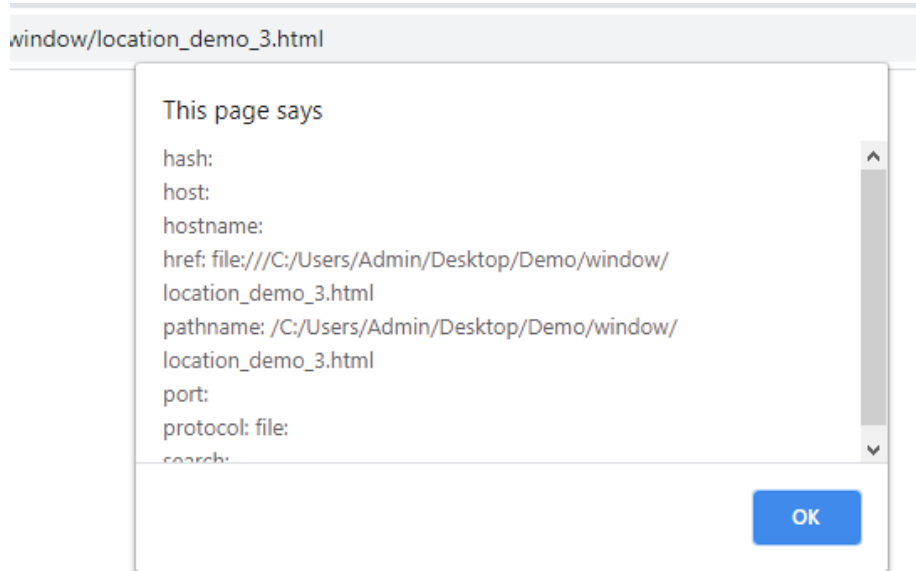 window/location_demo_3.html
This page says
hash:
host:
hostname:
href: file:///C:/Users/Admin/Desktop/Demo/window/
location_demo_3.html
pathname: /C:/Users/Admin/Desktop/Demo/window/
location_demo_3.html
port:
protocol: file:
search:
OK